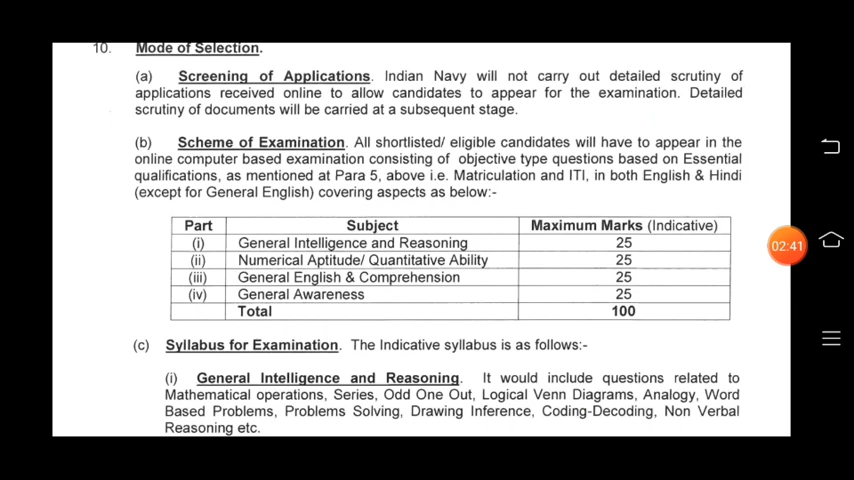 10. Mode of Selection.
(a) Screening of Applications. Indian Navy will not carry out detailed scrutiny of
applications received online to allow candidates to appear for the examination. Detailed
scrutiny of documents will be carried at a subsequent stage.
(b) Scheme of Examination. All shortlisted/ eligible candidates will have to appear in the
online computer based examination consisting of objective type questions based on Essential
qualifications, as mentioned at Para 5, above i.e. Matriculation and ITI, in both English & Hindi
(except for General English) covering aspects as below:-
Part Subject Maximum Marks (Indicative)
(i) General Intelligence and Reasoning 25
(ii) Numerical Aptitude/ Quantitative Ability 25
(iii) General English & Comprehension 25
(iv) General Awareness 25
Total 100
(c) Syllabus for Examination. The Indicative syllabus is as follows:-
(i) General Intelligence and Reasoning. It would include questions related to
Mathematical operations, Series, Odd One Out, Logical Venn Diagrams, Analogy, Word
Based Problems, Problems Solving, Drawing Inference, Coding-Decoding, Non Verbal
Reasoning etc.
02:41